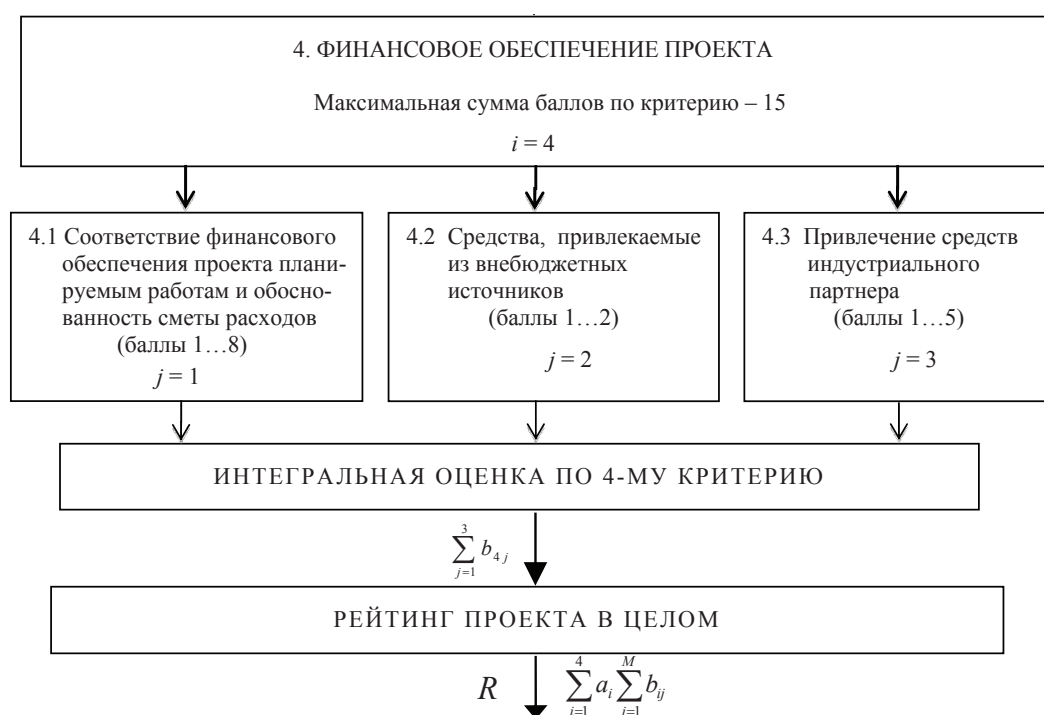 4. ФИНАНСОВОЕ ОБЕСПЕЧЕНИЕ ПРОЕКТА
Максимальная сумма баллов по критерию – 15
i = 4
4.1 Соответствие финансового
обеспечения проекта плани-
руемым работам и обосно-
ванность сметы расходов
(баллы 1…8)
j = 1
4.2 Средства, привлекаемые
из внебюджетных
источников
(баллы 1…2)
j = 2
4.3 Привлечение средств
индустриального
партнера
(баллы 1…5)
j = 3
ИНТЕГРАЛЬНАЯ ОЦЕНКА ПО 4-МУ КРИТЕРИЮ
∑_{j=1}^{3} b_{4j}
РЕЙТИНГ ПРОЕКТА В ЦЕЛОМ
R ∑_{i=1}^{4} a_i ∑_{j=1}^{M} b_{ij}